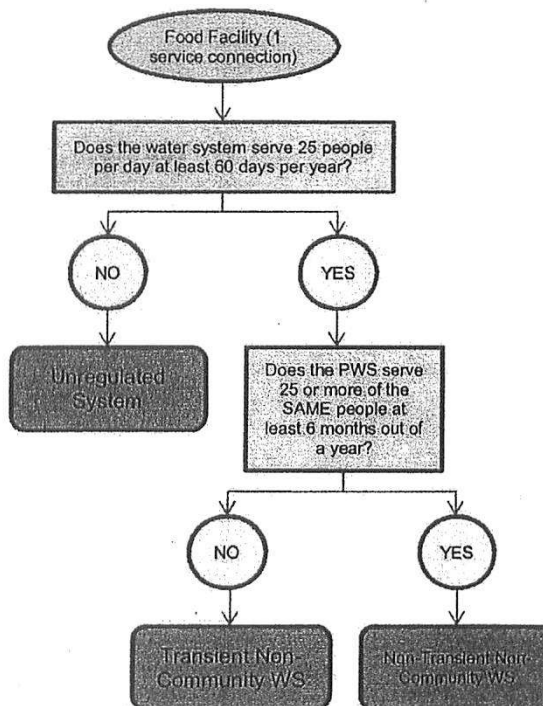 Food Facility (1
service connection)
Does the water system serve 25 people
per day at least 60 days per year?
NO
YES
Unregulated
System
Does the PWS serve
25 or more of the
SAME people at
least 6 months out of
a year?
NO
YES
Transient Non-
Community WS
Non-Transient Non-
Community WS